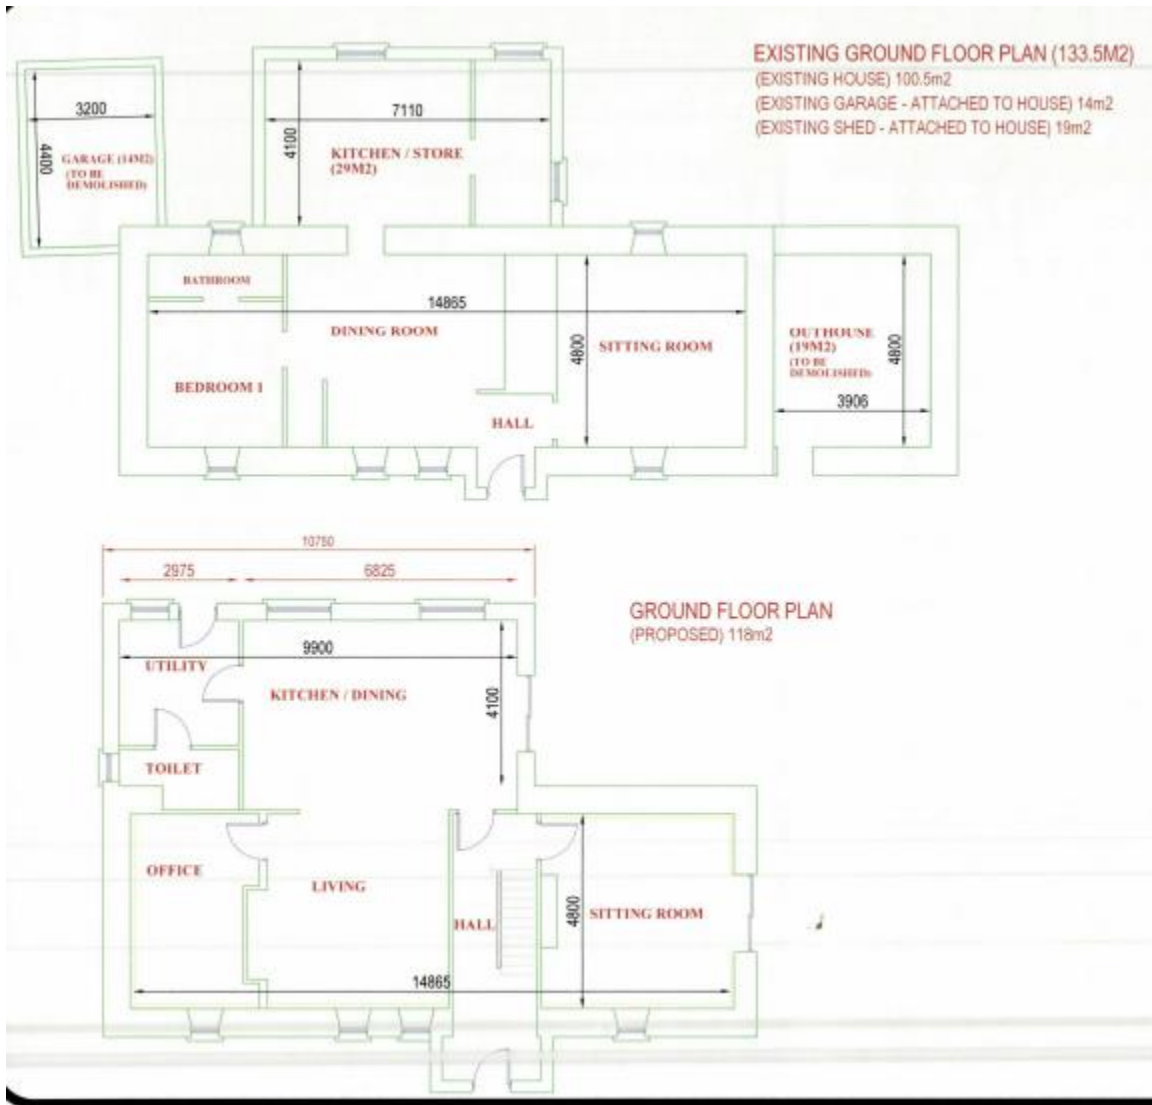 EXISTING GROUND FLOOR PLAN (133.5M2)
(EXISTING HOUSE) 100.5m2
(EXISTING GARAGE - ATTACHED TO HOUSE) 14m2
(EXISTING SHED - ATTACHED TO HOUSE) 19m2
3200
4400
GARAGE (14M2)
(TO BE
DEMOLISHED)
7110
4100
KITCHEN / STORE
(29M2)
BATHROOM
14865
DINING ROOM
BEDROOM 1
HALL
4800
SITTING ROOM
OUTHOUSE
(19M2)
(TO BE
DEMOLISHED)
4800
3906
10750
2975
6825
GROUND FLOOR PLAN
(PROPOSED) 118m2
9900
UTILITY
KITCHEN / DINING
4100
TOILET
OFFICE
LIVING
HALL
4800
SITTING ROOM
14865